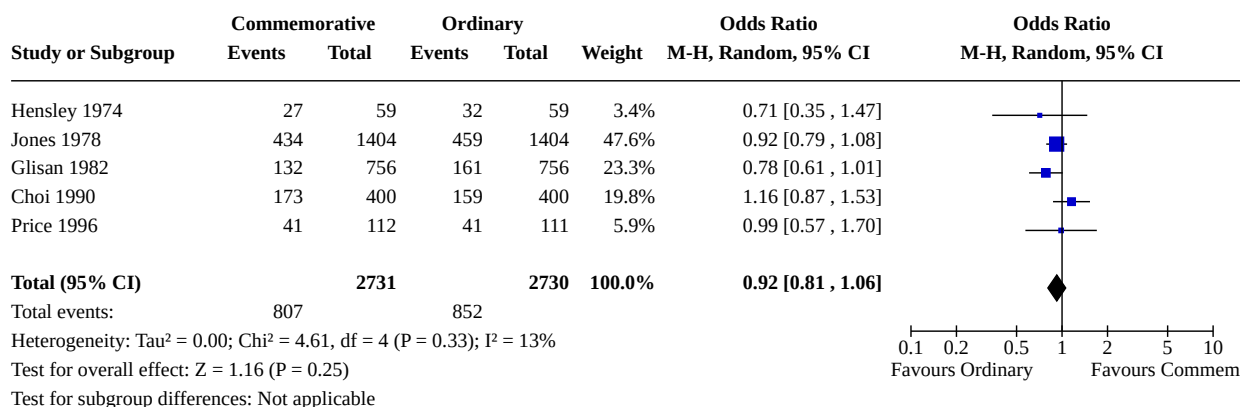 Commemorative Ordinary Odds Ratio Odds Ratio
Study or Subgroup Events Total Events Total Weight M-H, Random, 95% CI M-H, Random, 95% CI
Hensley 1974 27 59 32 59 3.4% 0.71 [0.35 , 1.47]
Jones 1978 434 1404 459 1404 47.6% 0.92 [0.79 , 1.08]
Glisan 1982 132 756 161 756 23.3% 0.78 [0.61 , 1.01]
Choi 1990 173 400 159 400 19.8% 1.16 [0.87 , 1.53]
Price 1996 41 112 41 111 5.9% 0.99 [0.57 , 1.70]
Total (95% CI) 2731 2730 100.0% 0.92 [0.81 , 1.06]
Total events: 807 852
Heterogeneity: Tau² = 0.00; Chi² = 4.61, df = 4 (P = 0.33); I² = 13%
0.1 0.2 0.5 1 2 5 10
Test for overall effect: Z = 1.16 (P = 0.25) Favours Ordinary Favours Commem
Test for subgroup differences: Not applicable